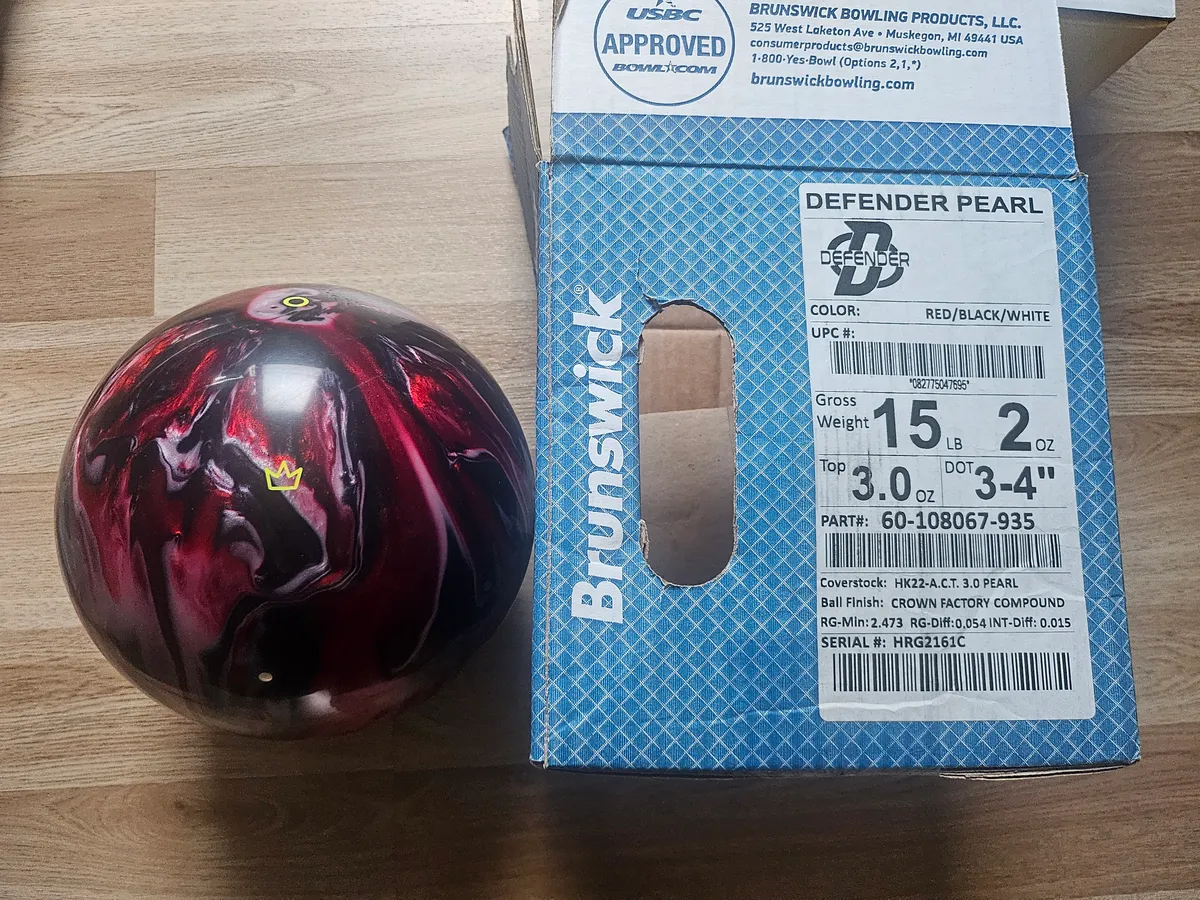 USBC
APPROVED
BOWL★COM
BRUNSWICK BOWLING PRODUCTS, LLC.
525 West Laketon Ave • Muskegon, MI 49441 USA
consumerproducts@brunswickbowling.com
1-800-Yes-Bowl (Options 2,1,*)
brunswickbowling.com
Brunswick®
DEFENDER PEARL
D
DEFENDER
COLOR: RED/BLACK/WHITE
UPC #:
*082775047695*
Gross Weight 15 LB 2 OZ
Top 3.0 OZ DOT 3-4"
PART#: 60-108067-935
Coverstock: HK22-A.C.T. 3.0 PEARL
Ball Finish: CROWN FACTORY COMPOUND
RG-Min: 2.473 RG-Diff: 0.054 INT-Diff: 0.015
SERIAL #: HRG2161C